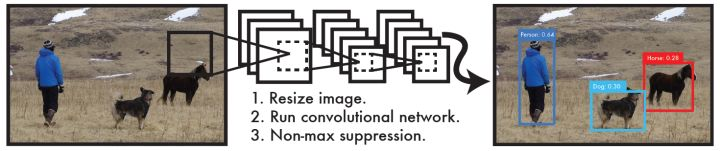 1. Resize image.
2. Run convolutional network.
3. Non-max suppression.
Person: 0.64
Horse: 0.28
Dog: 0.30